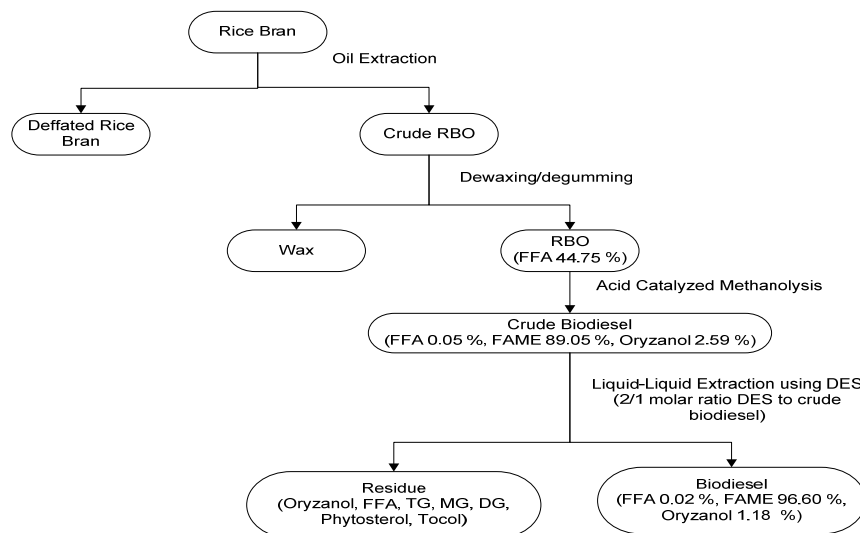 Rice Bran
Oil Extraction
Deffated Rice
Bran
Crude RBO
Dewaxing/degumming
Wax
RBO
(FFA 44.75 %)
Acid Catalyzed Methanolysis
Crude Biodiesel
(FFA 0.05 %, FAME 89.05 %, Oryzanol 2.59 %)
Liquid-Liquid Extraction using DES
(2/1 molar ratio DES to crude
biodiesel)
Residue
(Oryzanol, FFA, TG, MG, DG,
Phytosterol, Tocol)
Biodiesel
(FFA 0.02 %, FAME 96.60 %,
Oryzanol 1.18 %)